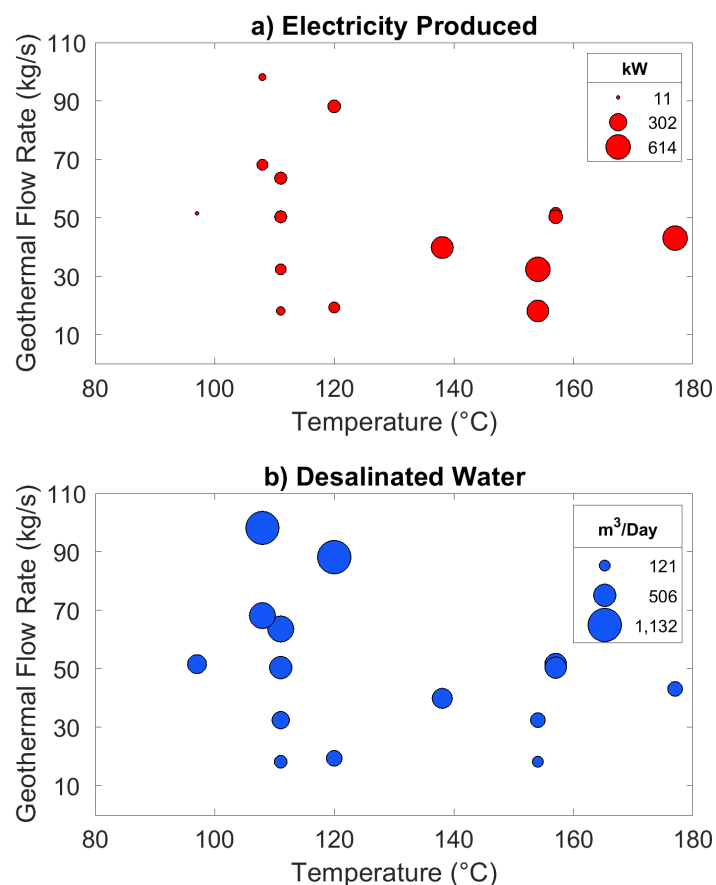 a) Electricity Produced
Geothermal Flow Rate (kg/s)
110
90
70
50
30
10
kW
11
302
614
80 100 120 140 160 180
Temperature (°C)
b) Desalinated Water
Geothermal Flow Rate (kg/s)
110
90
70
50
30
10
m³/Day
121
506
1,132
80 100 120 140 160 180
Temperature (°C)